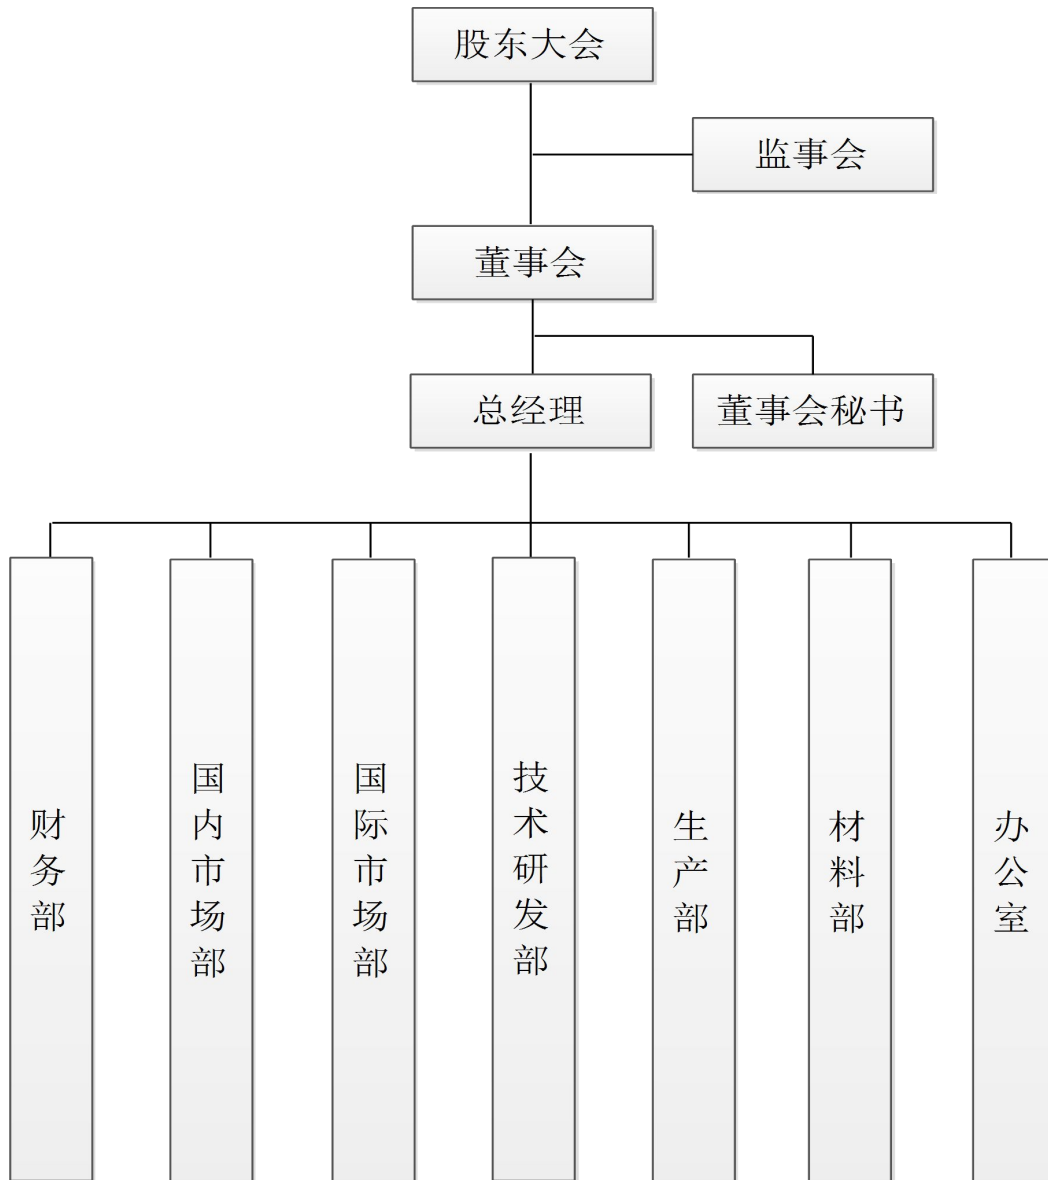 股东大会
监事会
董事会
总经理
董事会秘书
财务部
国内市场部
国际市场部
技术研发部
生产部
材料部
办公室